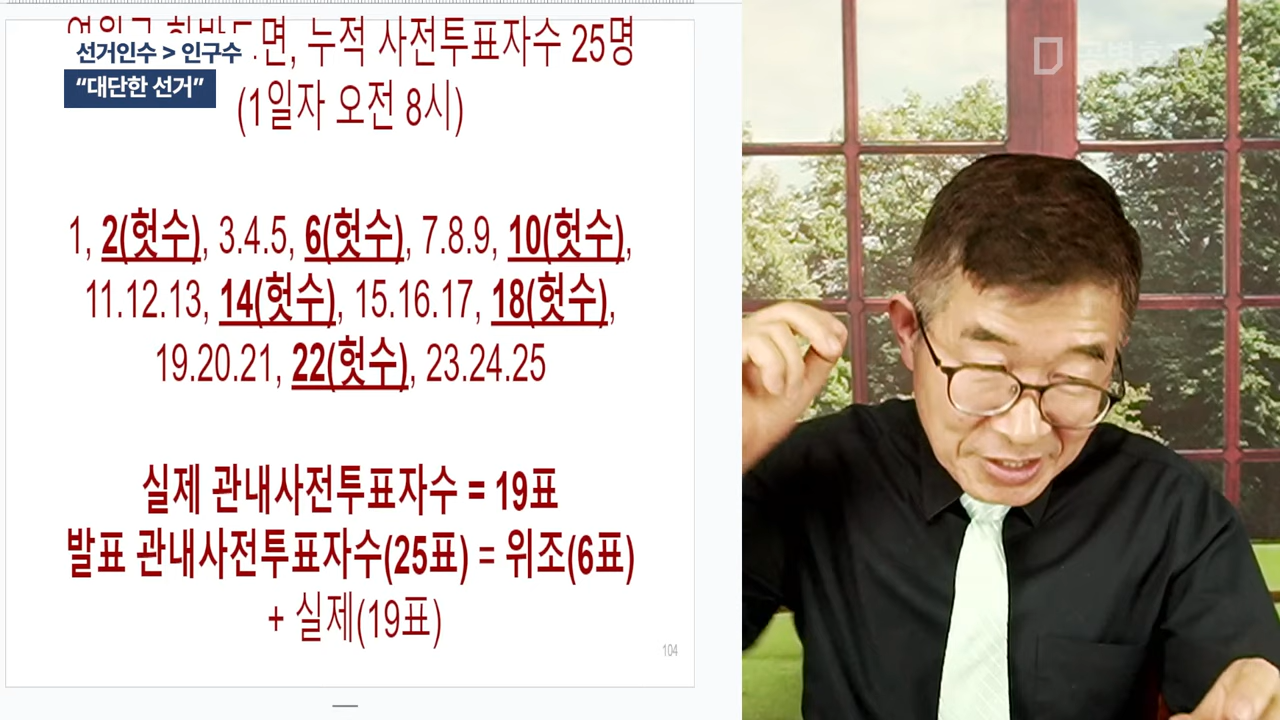 선거인수 > 인구수
“대단한 선거”
면, 누적 사전투표자수 25명
(1일자 오전 8시)
1, 2(헛수), 3.4.5, 6(헛수), 7.8.9, 10(헛수),
11.12.13, 14(헛수), 15.16.17, 18(헛수),
19.20.21, 22(헛수), 23.24.25
실제 관내사전투표자수 = 19표
발표 관내사전투표자수(25표) = 위조(6표)
+ 실제(19표)
104